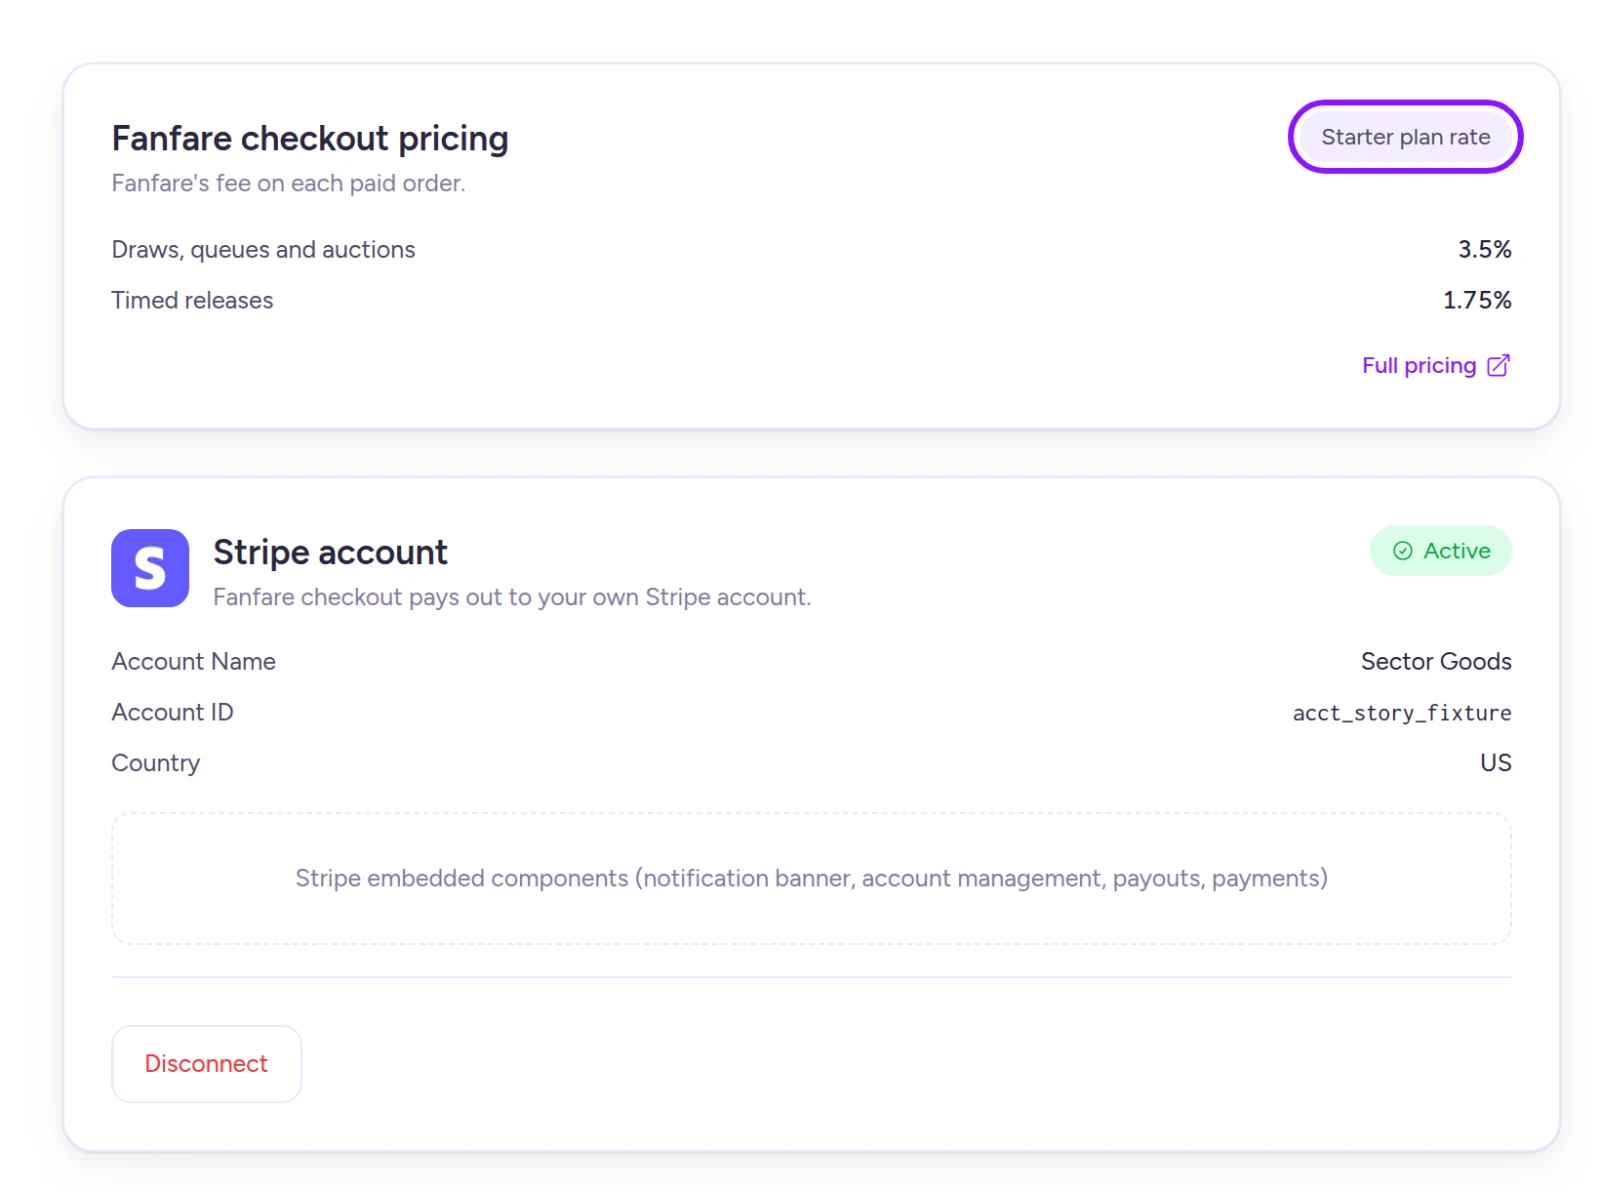 Fanfare checkout pricing
Starter plan rate
Fanfare's fee on each paid order.
Draws, queues and auctions 3.5%
Timed releases 1.75%
Full pricing
S
Stripe account
Active
Fanfare checkout pays out to your own Stripe account.
Account Name Sector Goods
Account ID acct_story_fixture
Country US
Stripe embedded components (notification banner, account management, payouts, payments)
Disconnect